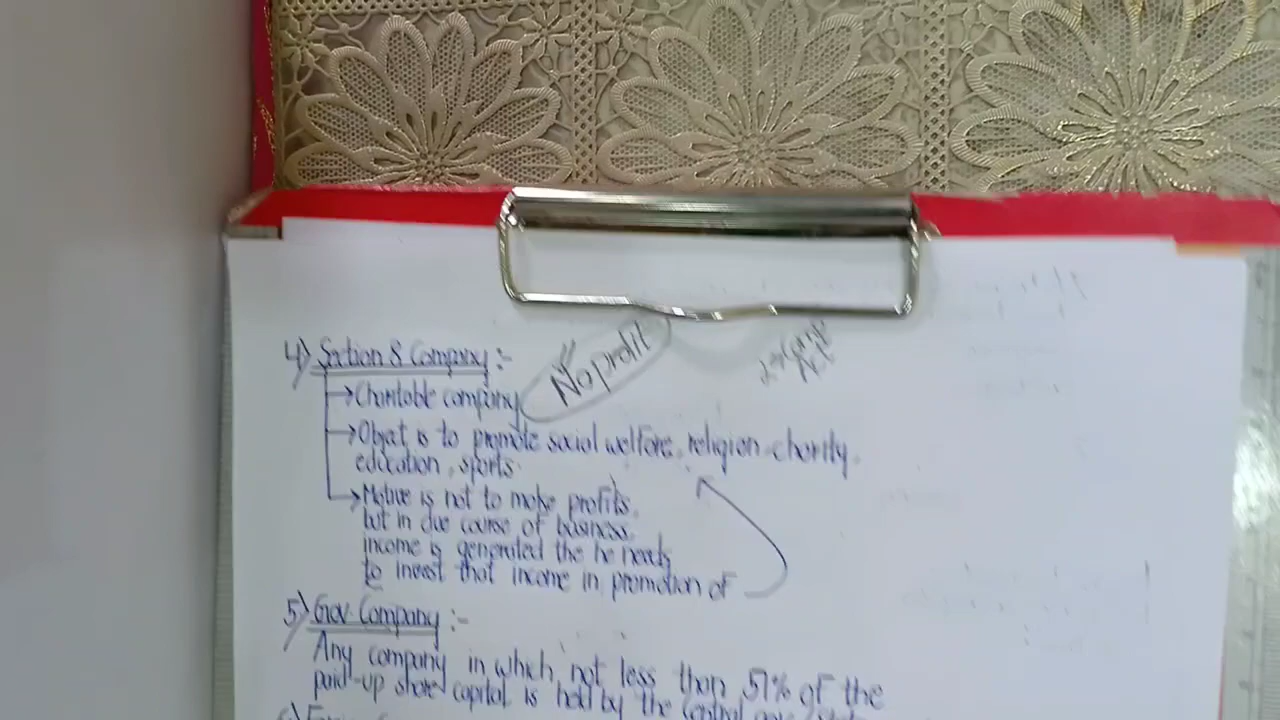 No profit
4) Section 8 Company :-
→ Charitable company
→ Object is to promote social welfare, religion charity,
education, sports.
→ Motive is not to make profits,
but in due course of business,
income is generated the he needs
to invest that income in promotion of
5) Gov. Company :-
Any company in which not less than 51% of the
paid-up share capital is held by the central gov.